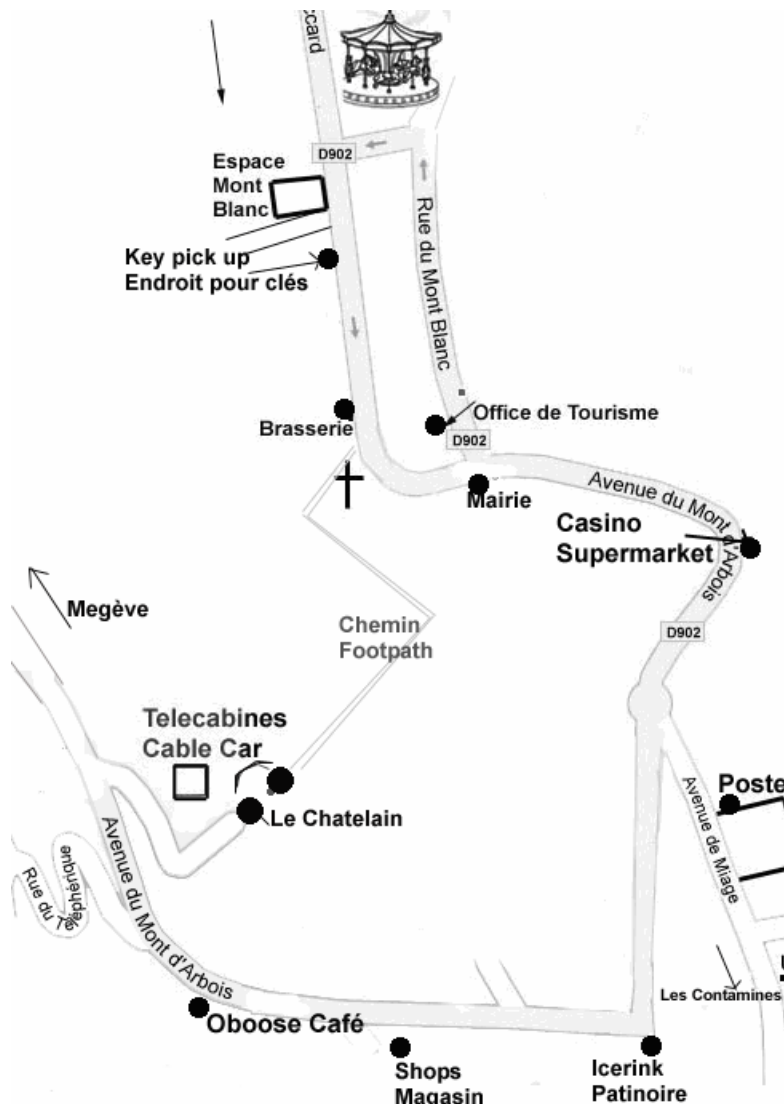 ccard
D902
Espace
Mont
Blanc
Rue du Mont Blanc
Key pick up
Endroit pour clés
Brasserie
Office de Tourisme
D902
Mairie
Avenue du Mont d'Arbois
Casino
Supermarket
Megève
Chemin
Footpath
D902
Telecabines
Cable Car
Le Chatelain
Poste
Avenue de Miage
Avenue du Mont d'Arbois
Rue du Téléphérique
Les Contamines
Oboose Café
Shops
Magasin
Icerink
Patinoire